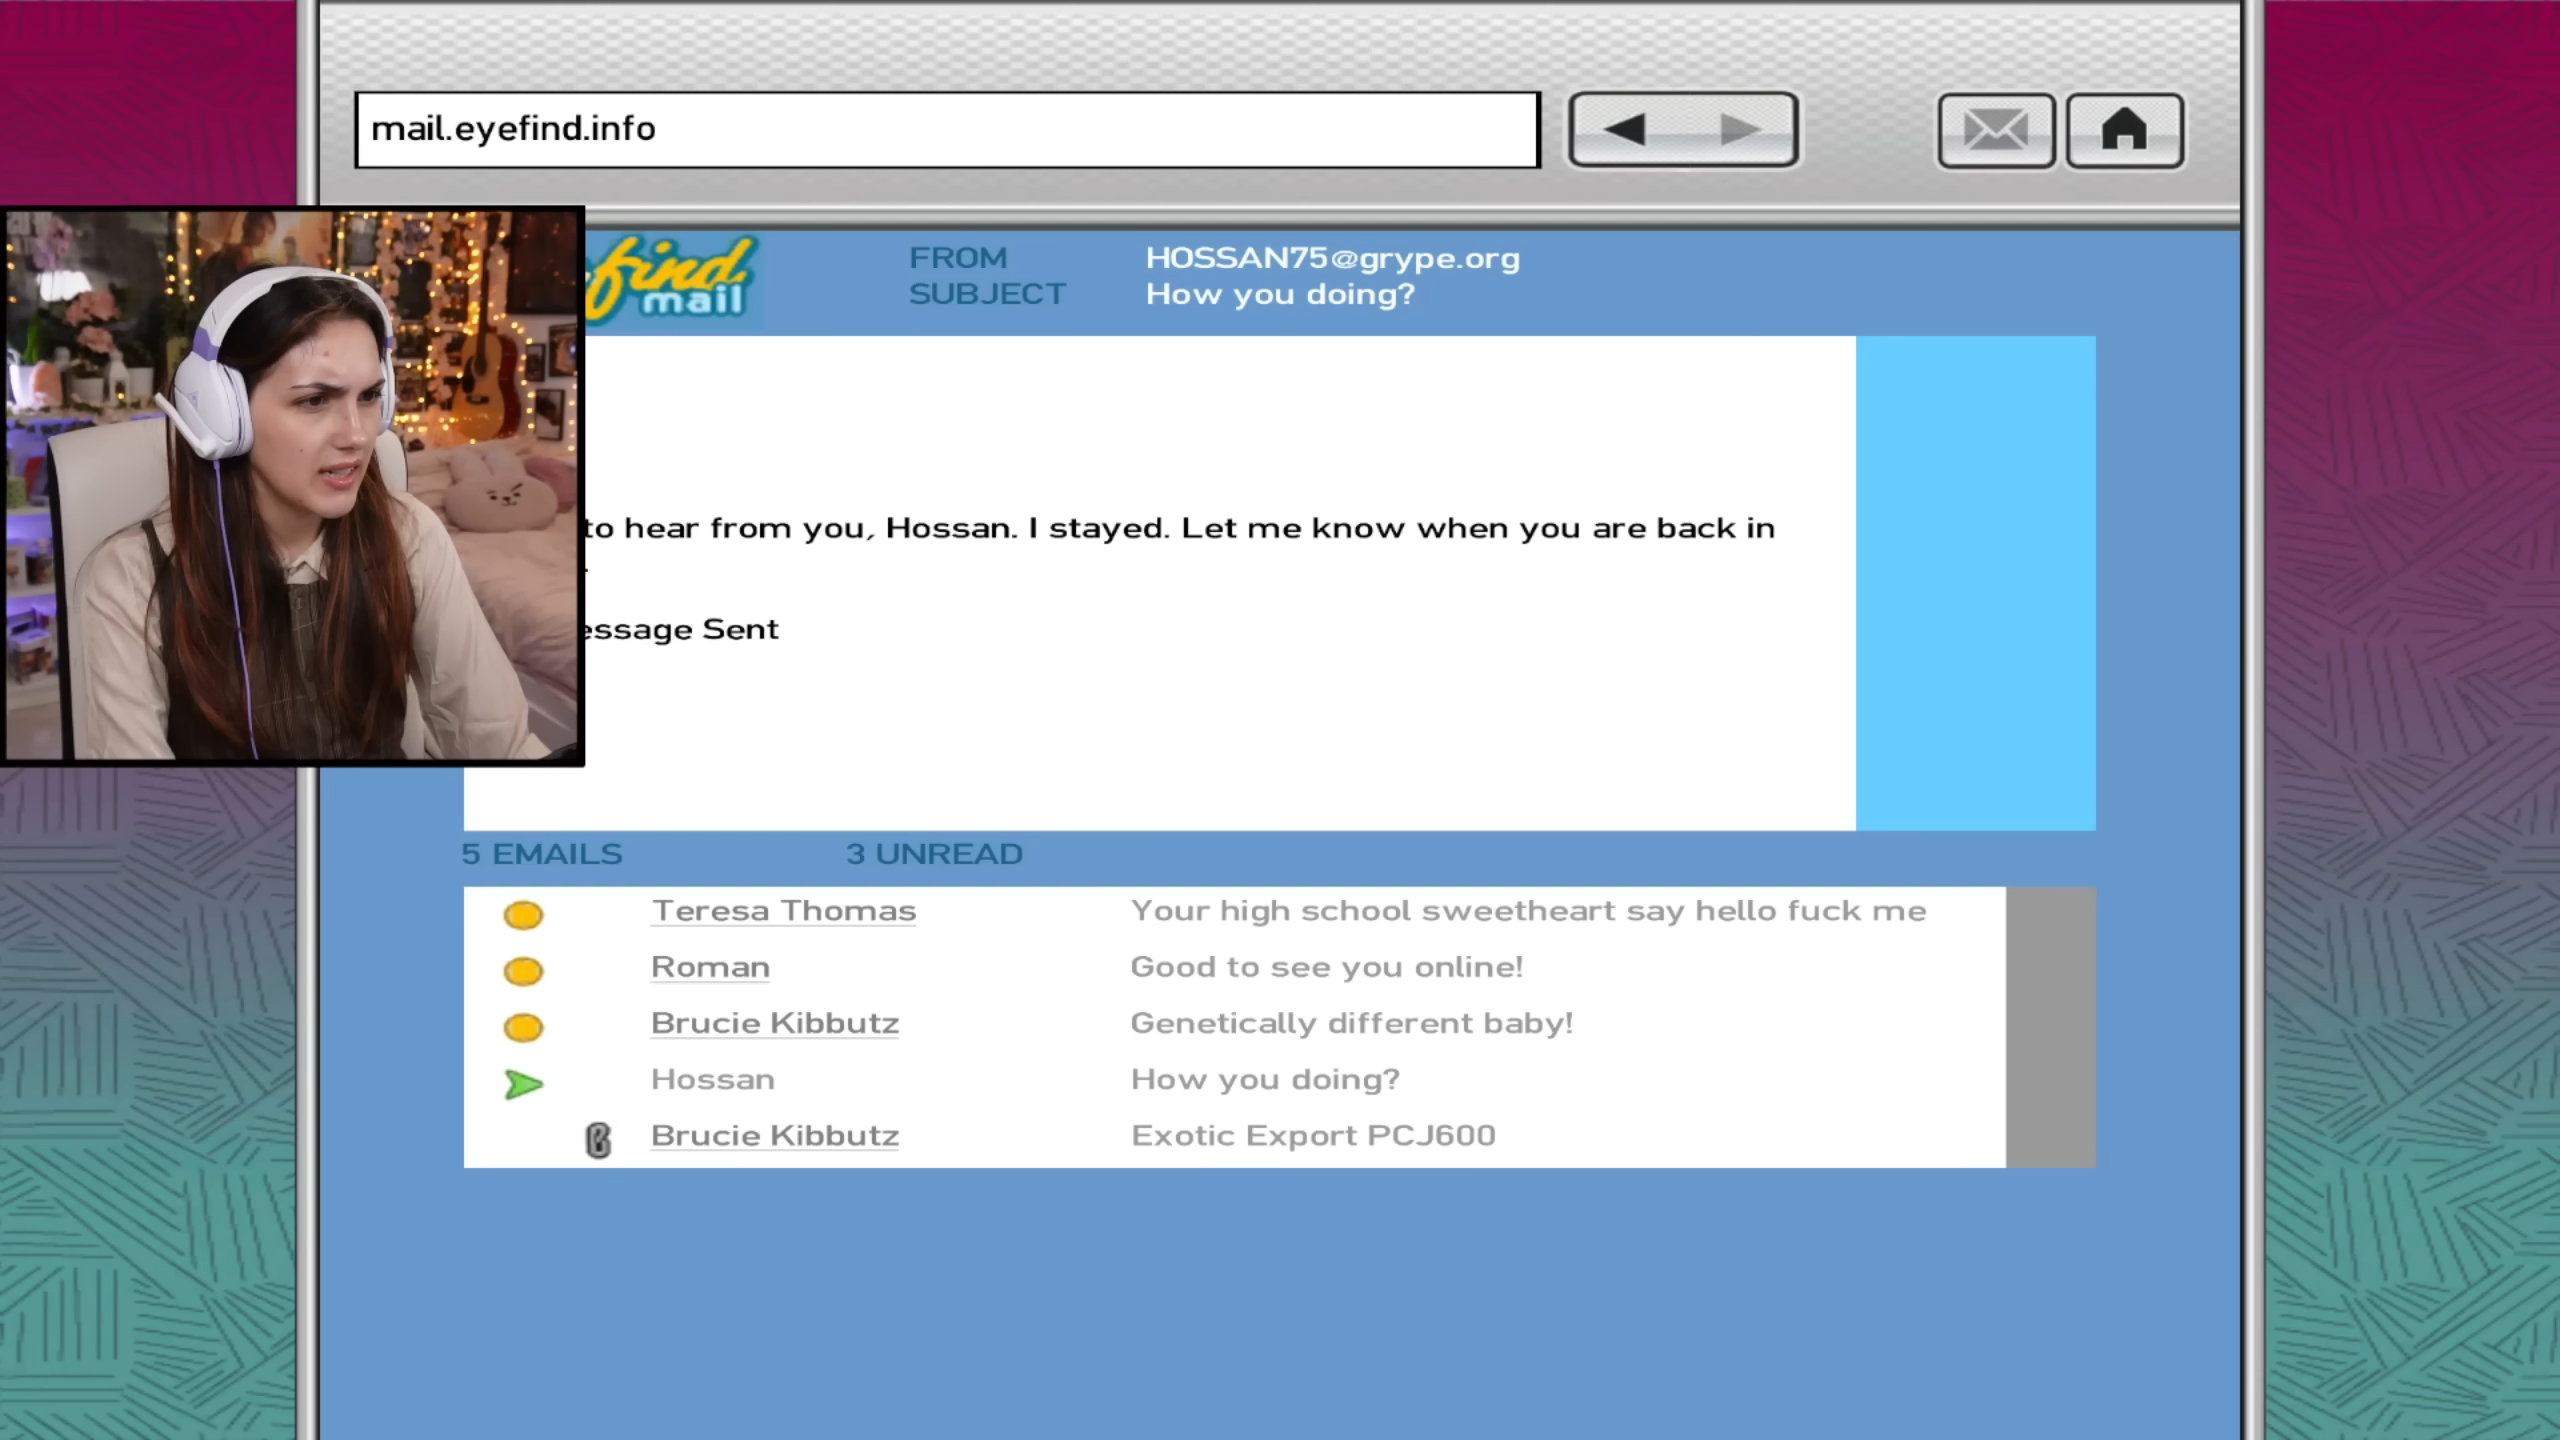 mail.eyefind.info
find
mail
FROM HOSSAN75@grype.org
SUBJECT How you doing?
to hear from you, Hossan. I stayed. Let me know when you are back in
essage Sent
5 EMAILS 3 UNREAD
Teresa Thomas Your high school sweetheart say hello fuck me
Roman Good to see you online!
Brucie Kibbutz Genetically different baby!
Hossan How you doing?
Brucie Kibbutz Exotic Export PCJ600